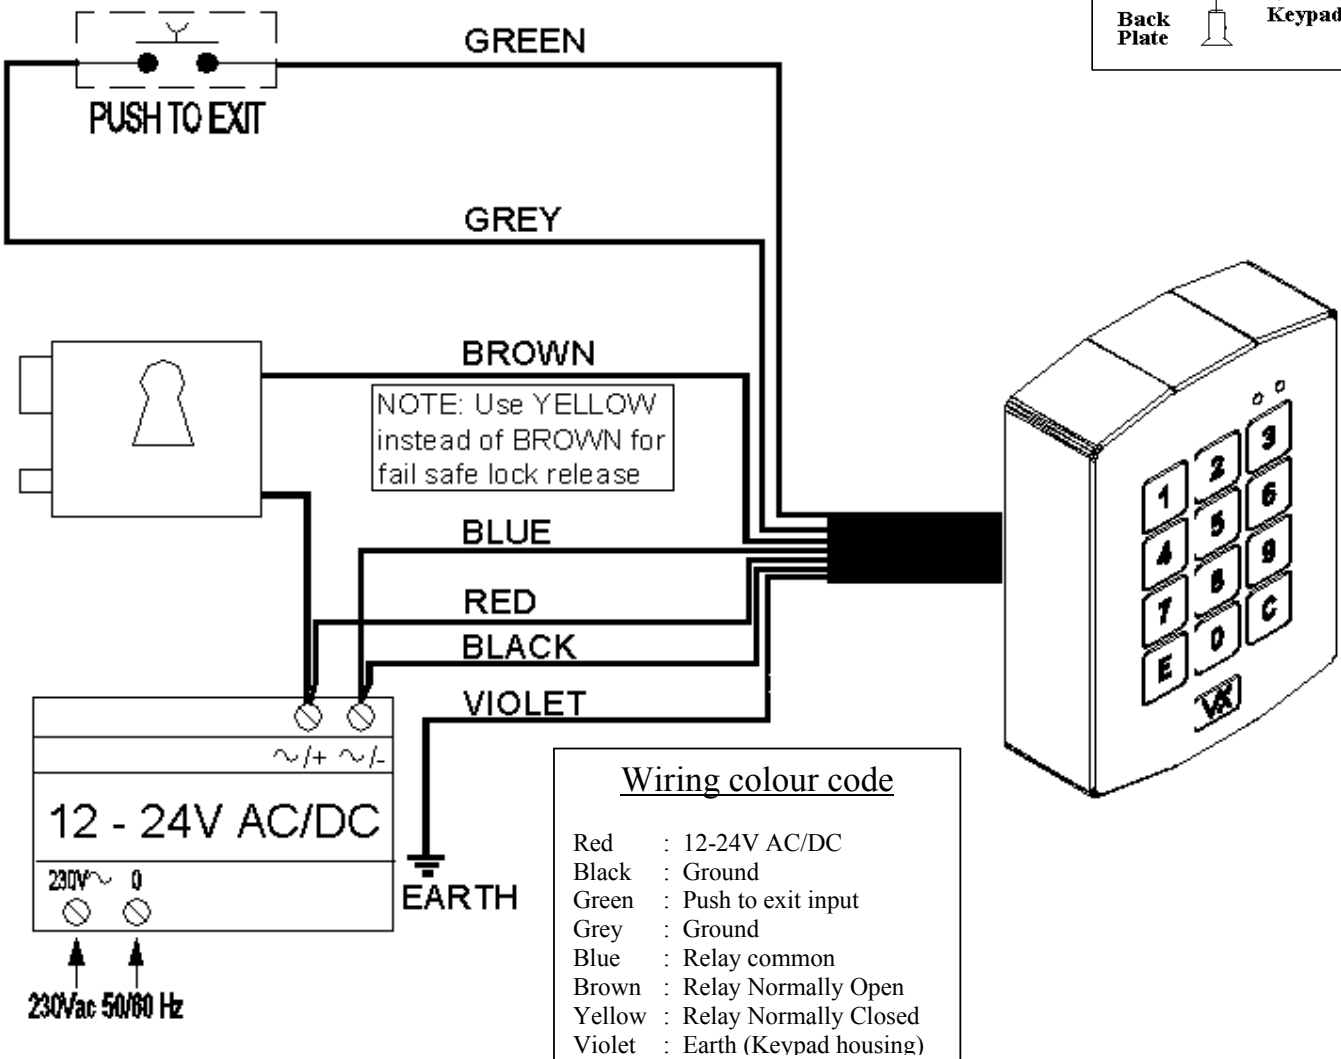 Back
Plate
Keypad
GREEN
PUSH TO EXIT
GREY
BROWN
NOTE: Use YELLOW
instead of BROWN for
fail safe lock release
BLUE
RED
BLACK
VIOLET
~/+ ~/-
12 - 24V AC/DC
230V~ 0
EARTH
230Vac 50/60 Hz
1 2 3
4 5 6
7 8 9
E 0 C
VX
Wiring colour code
Red : 12-24V AC/DC
Black : Ground
Green : Push to exit input
Grey : Ground
Blue : Relay common
Brown : Relay Normally Open
Yellow : Relay Normally Closed
Violet : Earth (Keypad housing)